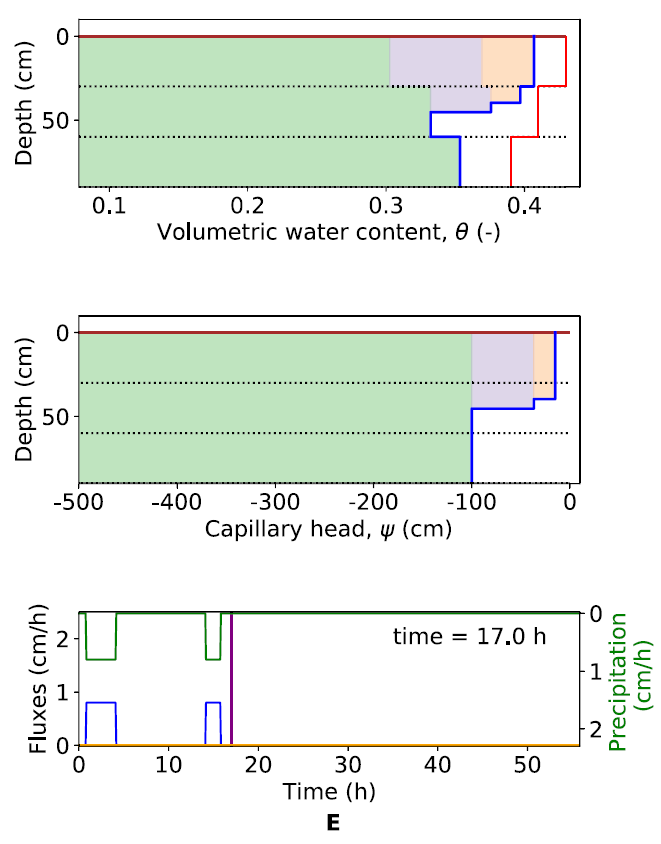 0
50
Depth (cm)
0.1 0.2 0.3 0.4
Volumetric water content, θ (-)
0
50
Depth (cm)
-500 -400 -300 -200 -100 0
Capillary head, ψ (cm)
2
1
0
Fluxes (cm/h)
time = 17.0 h
0
1
2
Precipitation
(cm/h)
0 10 20 30 40 50
Time (h)
E